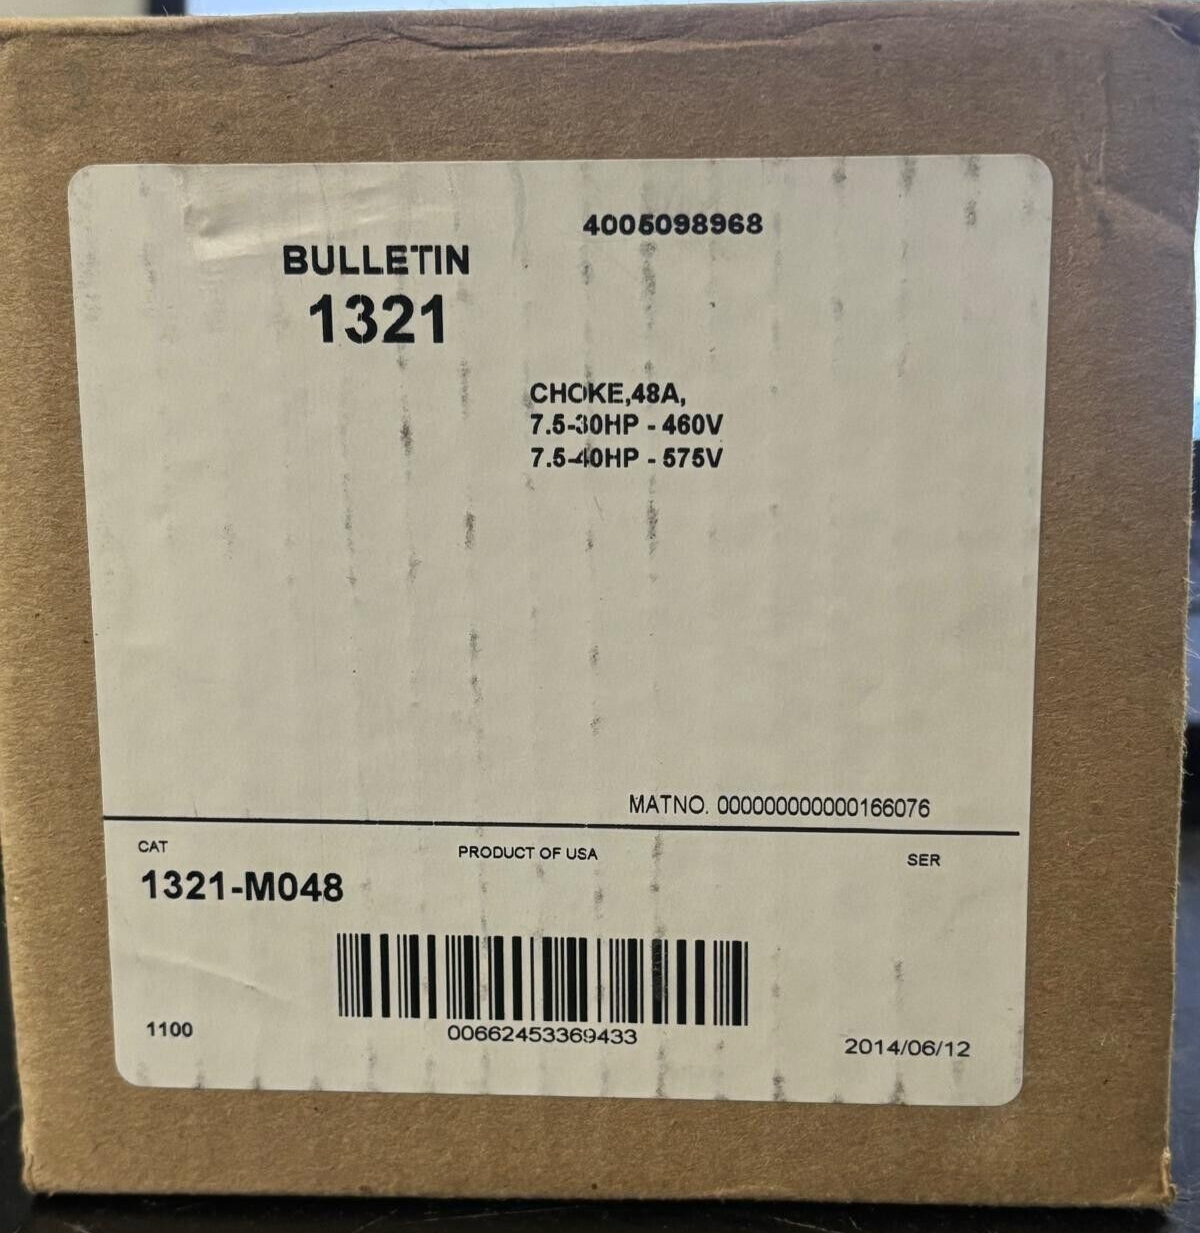 4005098968
BULLETIN
1321
CHOKE,48A,
7.5-30HP - 460V
7.5-40HP - 575V
MATNO. 000000000000166076
CAT
PRODUCT OF USA
SER
1321-M048
00662453369433
1100
2014/06/12